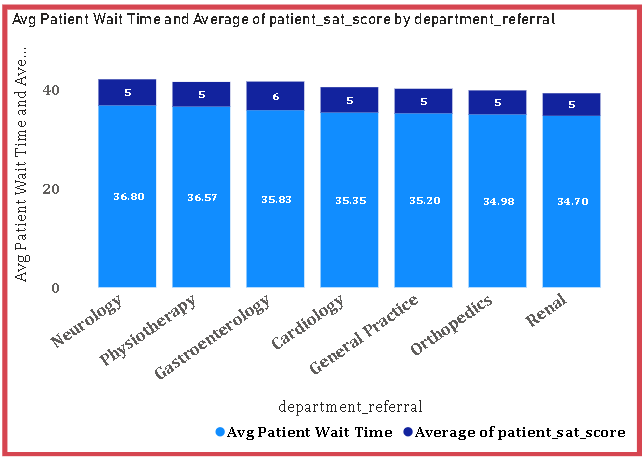 Avg Patient Wait Time and Average of patient_sat_score by department_referral
Avg Patient Wait Time and Ave...
40
20
0
5
5
6
5
5
5
5
36.80
36.57
35.83
35.35
35.20
34.98
34.70
Neurology
Physiotherapy
Gastroenterology
Cardiology
General Practice
Orthopedics
Renal
department_referral
Avg Patient Wait Time
Average of patient_sat_score